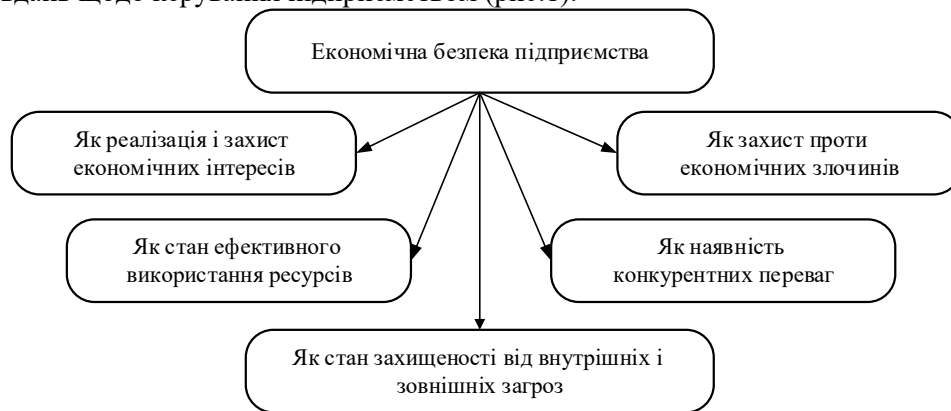 щодо керування підприємством (рис.1).
Економічна безпека підприємства
Як реалізація і захист
економічних інтересів
Як захист проти
економічних злочинів
Як стан ефективного
використання ресурсів
Як наявність
конкурентних переваг
Як стан захищеності від внутрішніх і
зовнішніх загроз